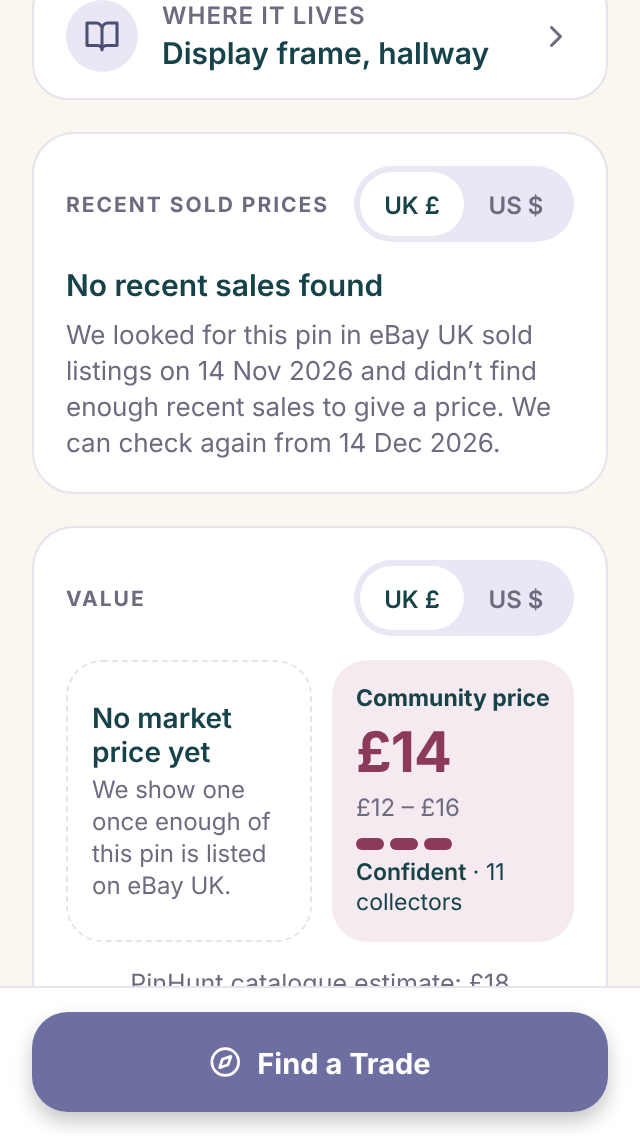 WHERE IT LIVES
Display frame, hallway
RECENT SOLD PRICES
UK £
US $
No recent sales found
We looked for this pin in eBay UK sold
listings on 14 Nov 2026 and didn’t find
enough recent sales to give a price. We
can check again from 14 Dec 2026.
VALUE
UK £
US $
No market
price yet
We show one
once enough of
this pin is listed
on eBay UK.
Community price
£14
£12 – £16
Confident · 11
collectors
PinHunt catalogue estimate: £18
Find a Trade